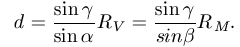 d = \frac{\sin \gamma}{\sin \alpha} R_V = \frac{\sin \gamma}{sin \beta} R_M.